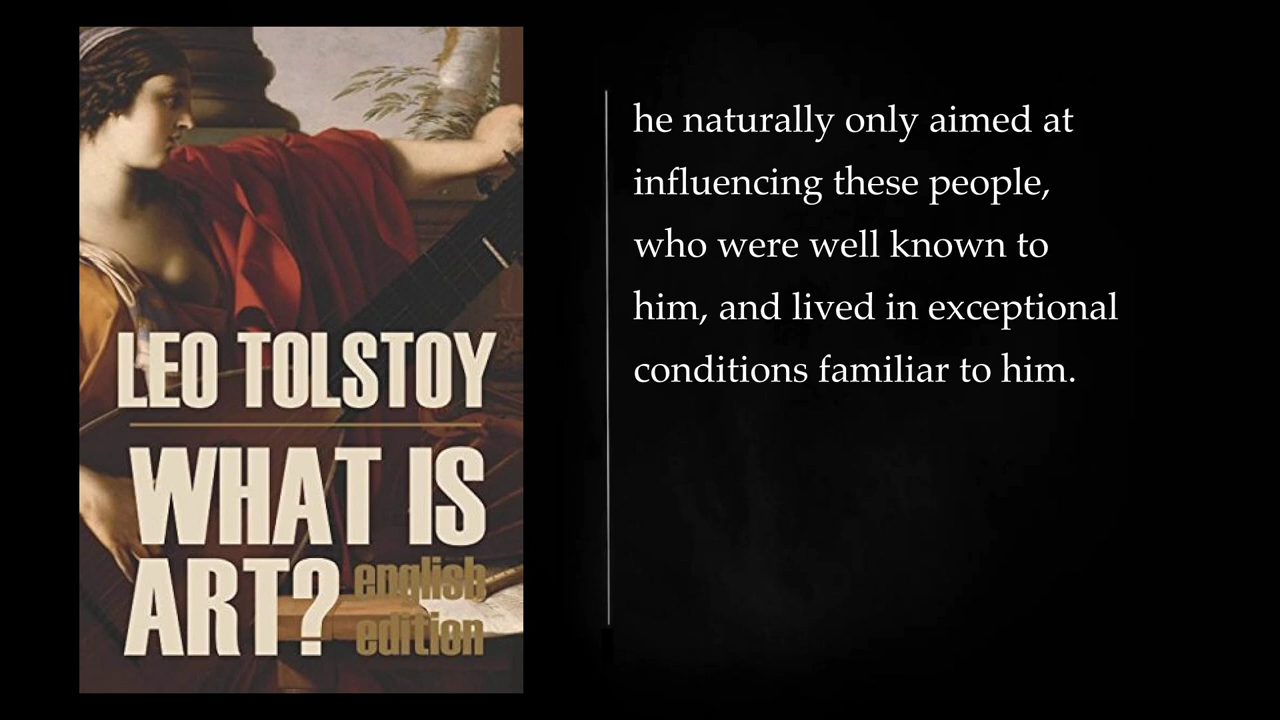 LEO TOLSTOY
WHAT IS
ART?
english
edition
he naturally only aimed at
influencing these people,
who were well known to
him, and lived in exceptional
conditions familiar to him.